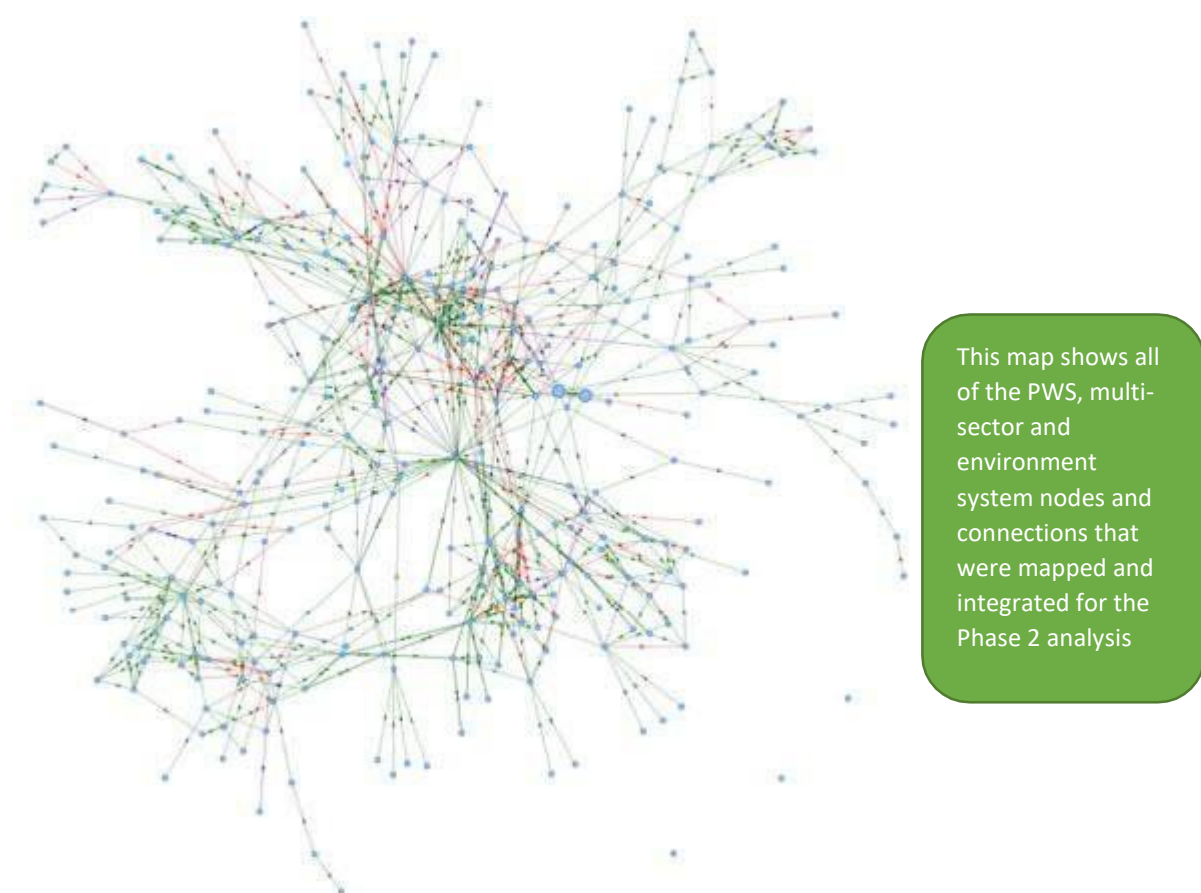 This map shows all
of the PWS, multi-
sector and
environment
system nodes and
connections that
were mapped and
integrated for the
Phase 2 analysis